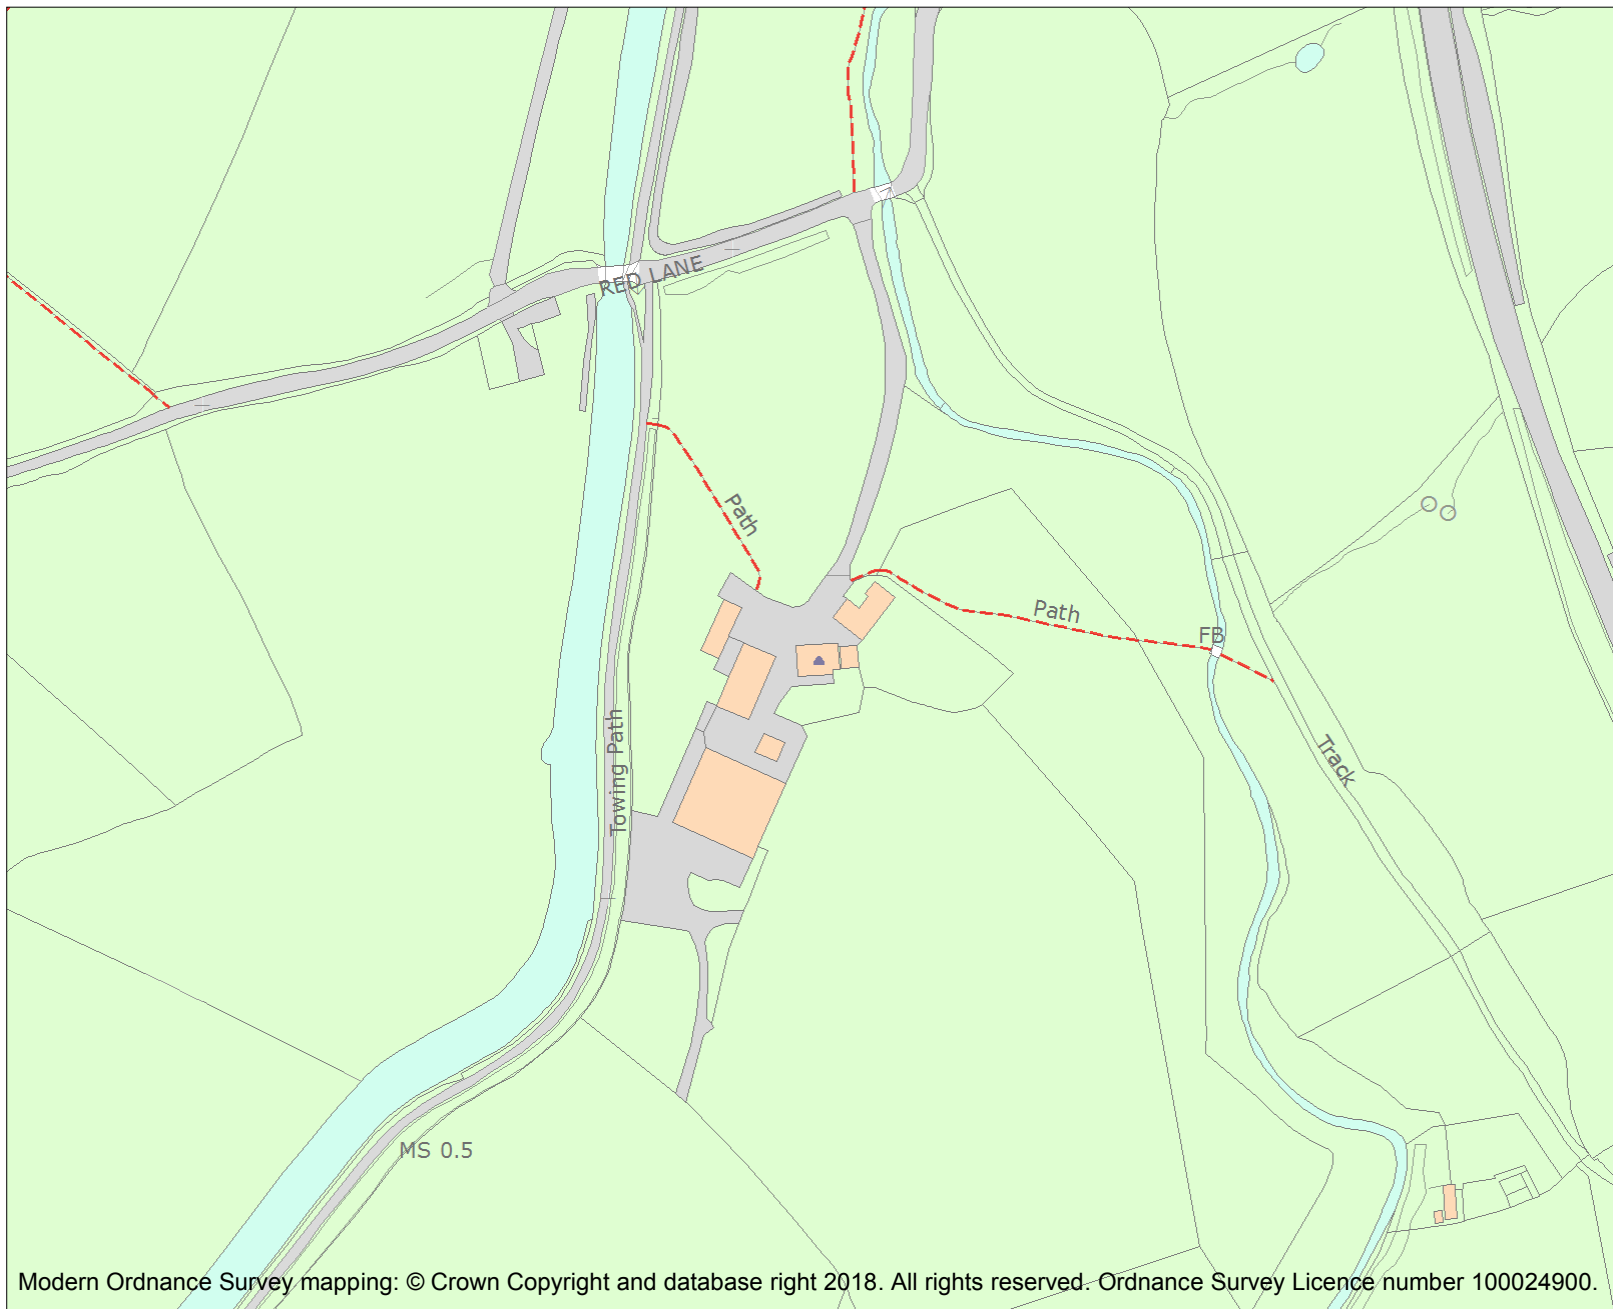 RED LANE
Path
Path
FB
Towing Path
Track
MS 0.5
Modern Ordnance Survey mapping: © Crown Copyright and database right 2018. All rights reserved. Ordnance Survey Licence number 100024900.